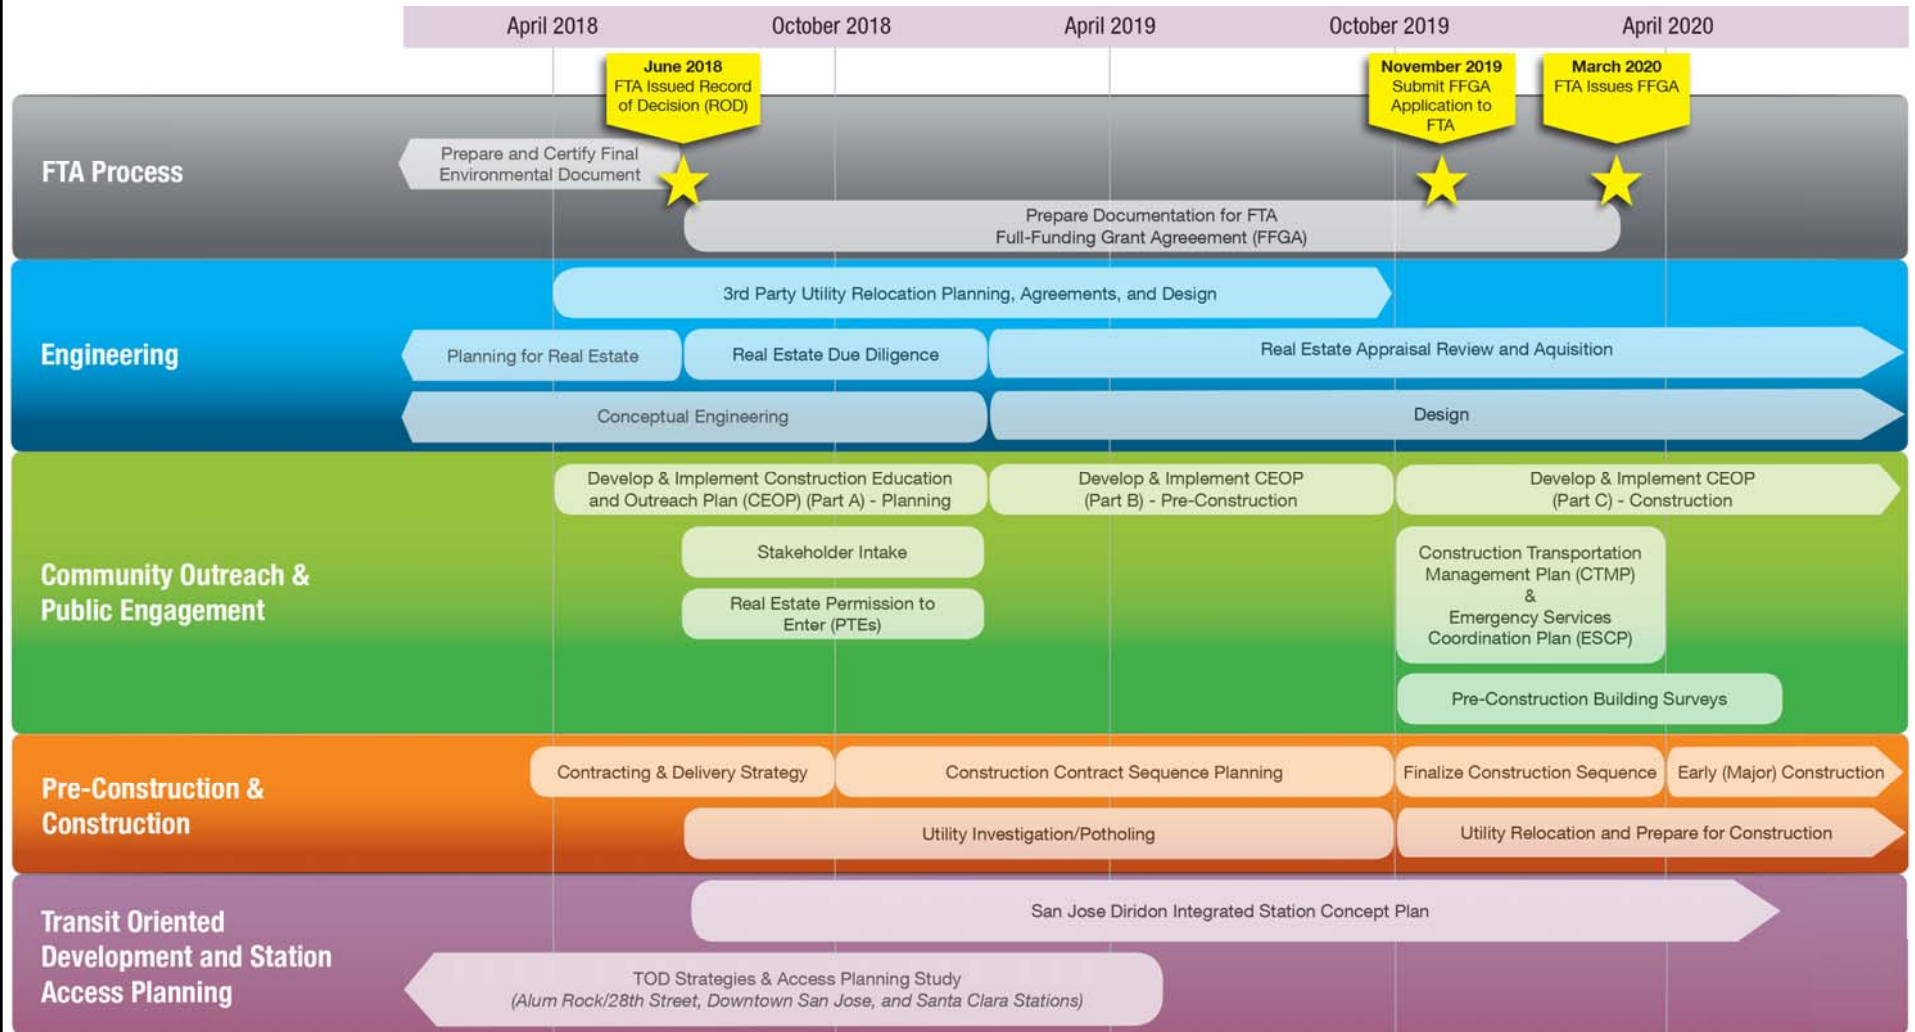 April 2018
October 2018
April 2019
October 2019
April 2020
June 2018
FTA Issued Record
of Decision (ROD)
November 2019
Submit FFGA
Application to
FTA
March 2020
FTA Issues FFGA
FTA Process
Prepare and Certify Final
Environmental Document
Prepare Documentation for FTA
Full-Funding Grant Agreeement (FFGA)
Engineering
3rd Party Utility Relocation Planning, Agreements, and Design
Planning for Real Estate
Real Estate Due Diligence
Real Estate Appraisal Review and Aquisition
Conceptual Engineering
Design
Community Outreach &
Public Engagement
Develop & Implement Construction Education
and Outreach Plan (CEOP) (Part A) - Planning
Develop & Implement CEOP
(Part B) - Pre-Construction
Develop & Implement CEOP
(Part C) - Construction
Stakeholder Intake
Real Estate Permission to
Enter (PTEs)
Construction Transportation
Management Plan (CTMP)
&
Emergency Services
Coordination Plan (ESCP)
Pre-Construction Building Surveys
Pre-Construction &
Construction
Contracting & Delivery Strategy
Construction Contract Sequence Planning
Finalize Construction Sequence
Early (Major) Construction
Utility Investigation/Potholing
Utility Relocation and Prepare for Construction
Transit Oriented
Development and Station
Access Planning
San Jose Diridon Integrated Station Concept Plan
TOD Strategies & Access Planning Study
(Alum Rock/28th Street, Downtown San Jose, and Santa Clara Stations)